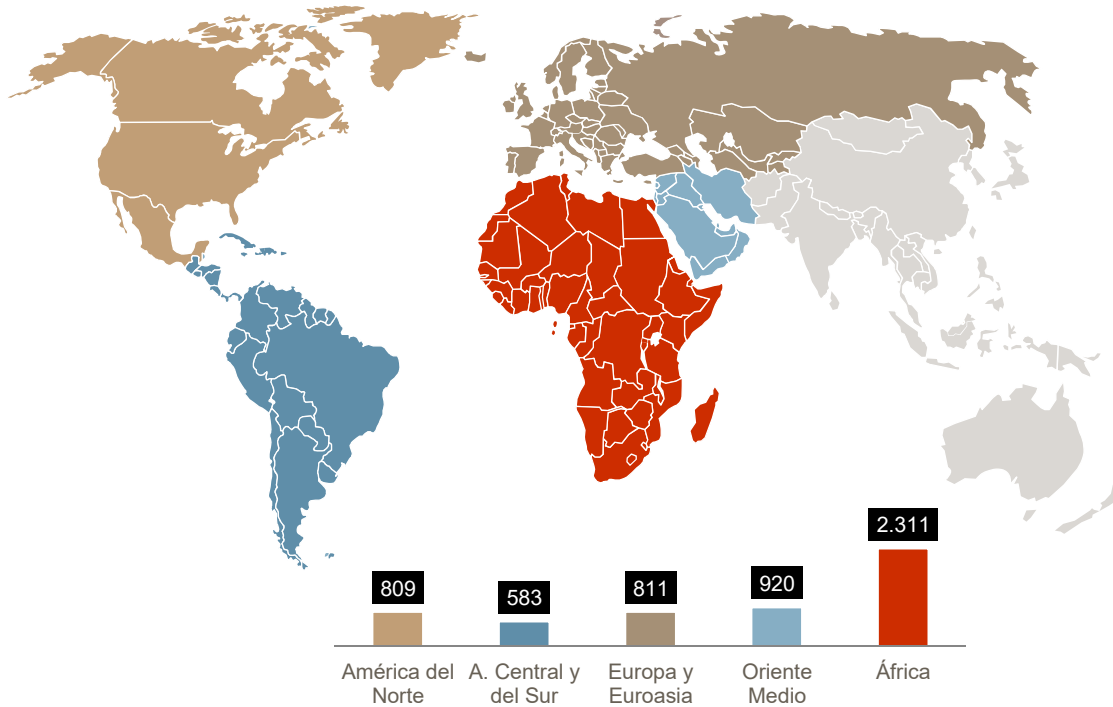 2.311
809
583
811
920
América del
Norte
A. Central y
del Sur
Europa y
Euroasia
Oriente
Medio
África